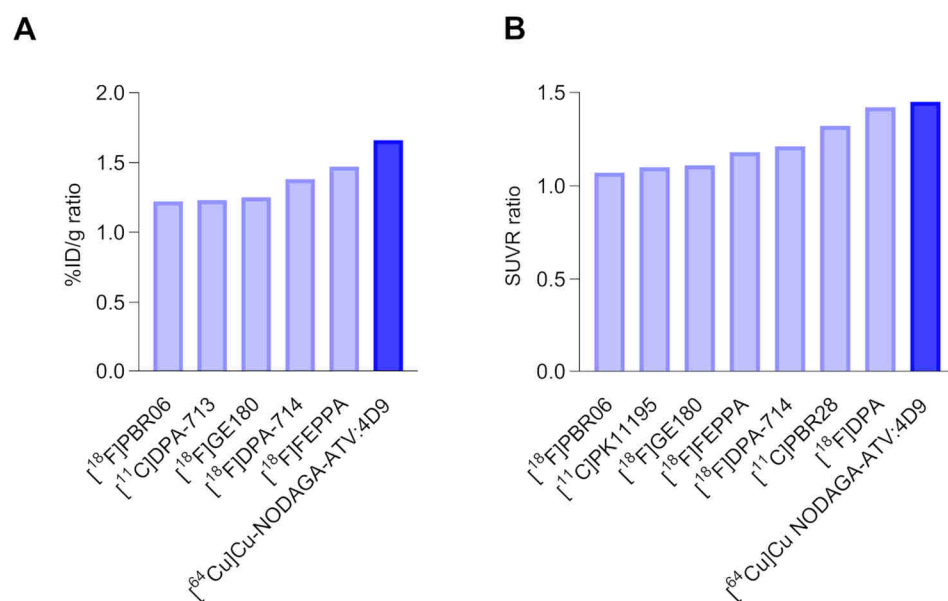 A
%ID/g ratio
2.0
1.5
1.0
0.5
0.0
[¹⁸F]PBR06
[¹¹C]DPA-713
[¹⁸F]GE180
[¹⁸F]DPA-714
[¹⁸F]FEPPA
[⁶⁴Cu]Cu-NODAGA-ATV:4D9
B
SUVR ratio
1.5
1.0
0.5
0.0
[¹⁸F]PBR06
[¹¹C]PK11195
[¹⁸F]GE180
[¹⁸F]FEPPA
[¹⁸F]DPA-714
[¹¹C]PBR28
[¹⁸F]DPA
[⁶⁴Cu]Cu NODAGA-ATV:4D9